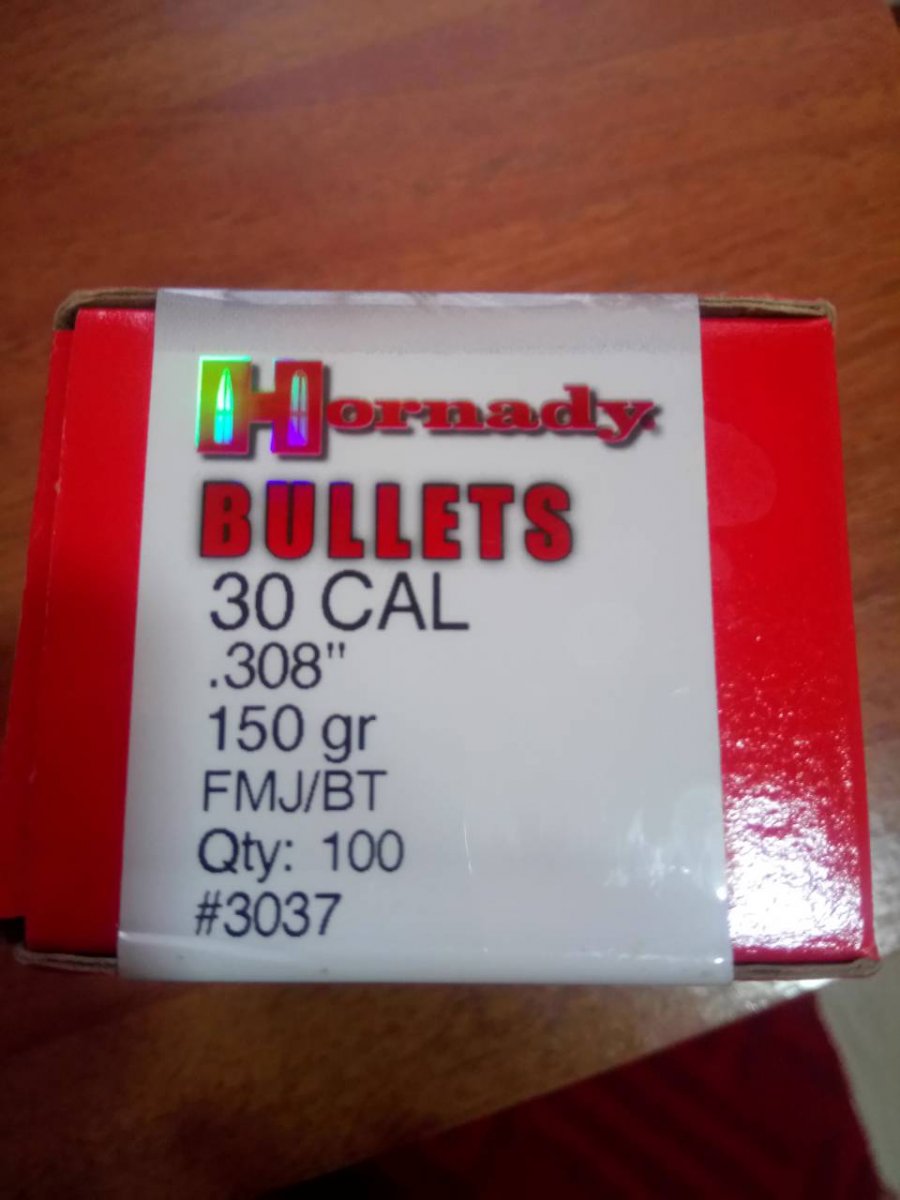 Hornady
BULLETS
30 CAL
.308"
150 gr
FMJ/BT
Qty: 100
#3037